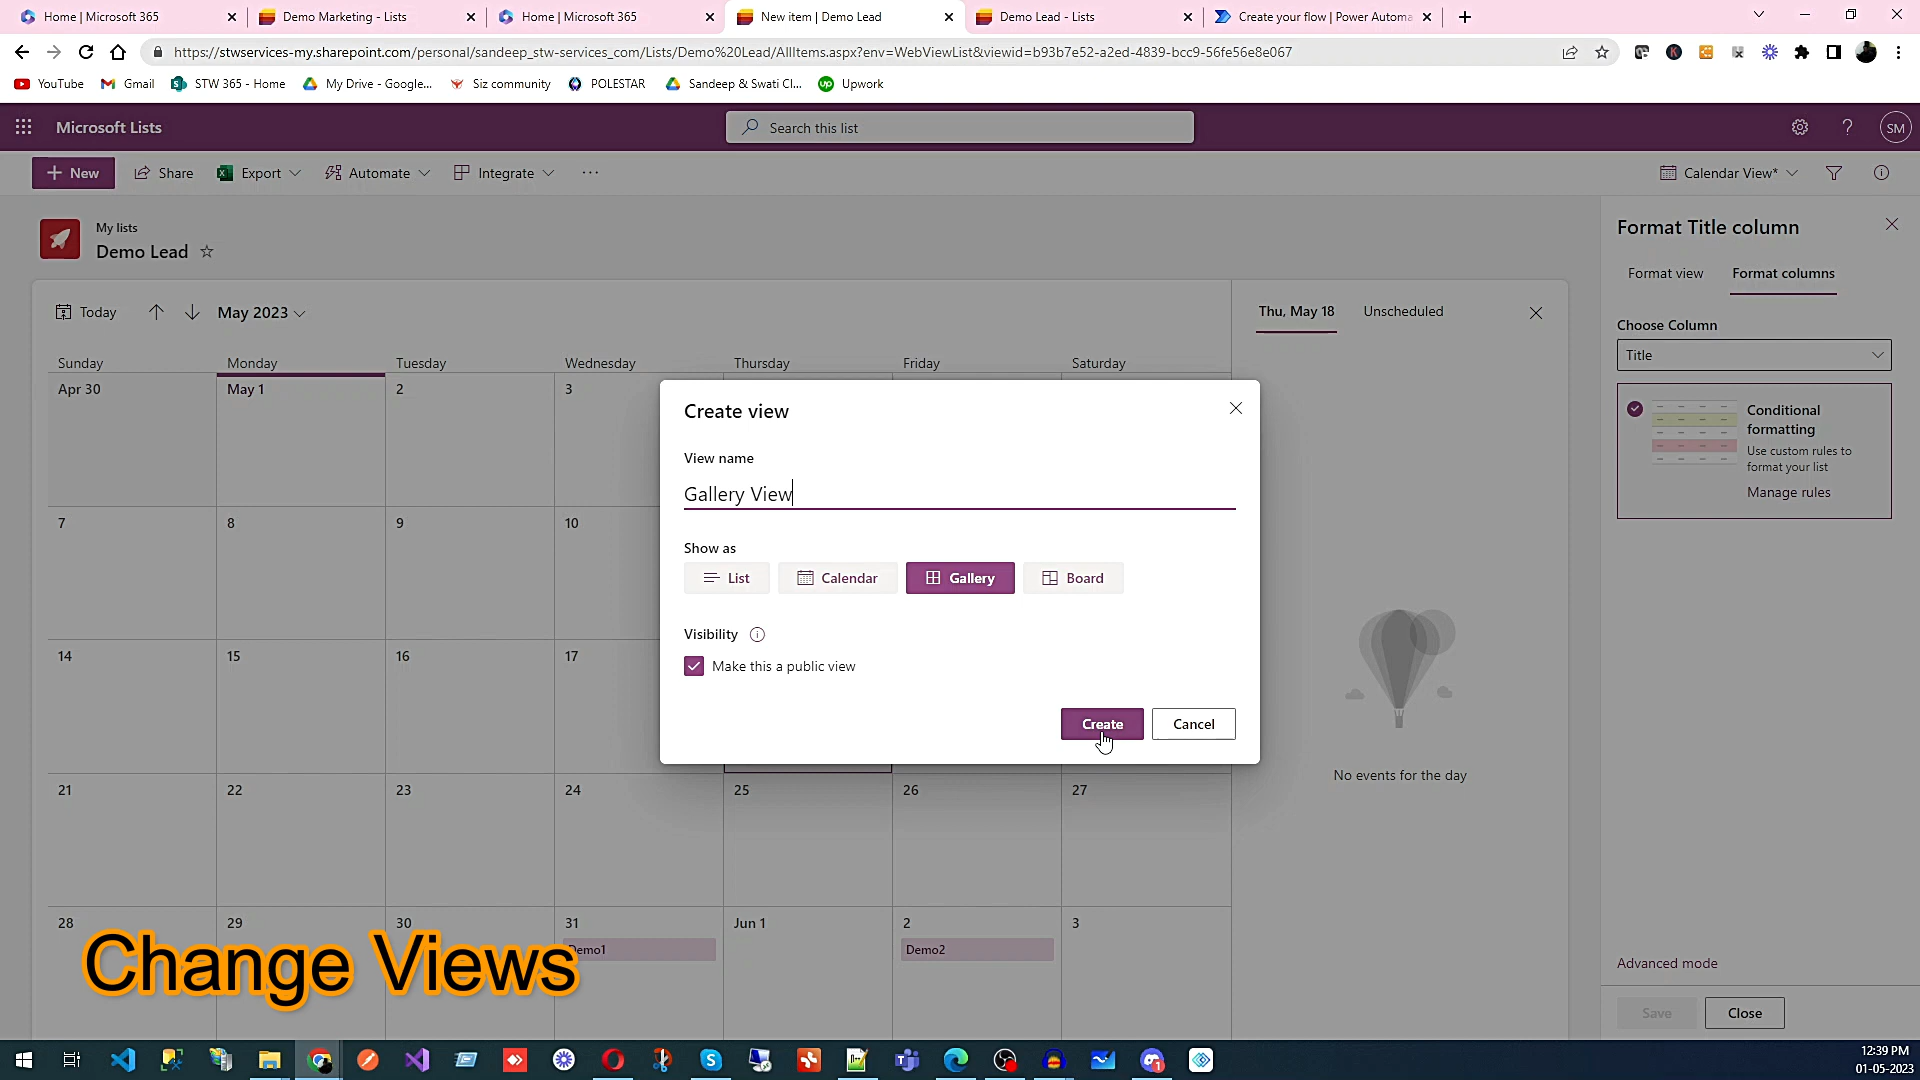 Home | Microsoft 365
Demo Marketing - Lists
Home | Microsoft 365
New item | Demo Lead
Demo Lead - Lists
Create your flow | Power Automa
https://stwservices-my.sharepoint.com/personal/sandeep_stw-services_com/Lists/Demo%20Lead/AllItems.aspx?env=WebViewList&viewid=b93b7e52-a2ed-4839-bcc9-56fe56e8e067
YouTube
Gmail
STW 365 - Home
My Drive - Google...
Siz community
POLESTAR
Sandeep & Swati Cl...
Upwork
Microsoft Lists
Search this list
SM
New
Share
Export
Automate
Integrate
Calendar View*
My lists
Demo Lead
Today
May 2023
Thu, May 18
Unscheduled
Sunday
Monday
Tuesday
Wednesday
Thursday
Friday
Saturday
Apr 30
May 1
2
3
7
8
9
10
14
15
16
17
21
22
23
24
25
26
27
28
29
30
31
Jun 1
2
3
Demo1
Demo2
No events for the day
Create view
View name
Gallery View
Show as
List
Calendar
Gallery
Board
Visibility
Make this a public view
Create
Cancel
Format Title column
Format view
Format columns
Choose Column
Title
Conditional
formatting
Use custom rules to
format your list
Manage rules
Advanced mode
Save
Close
Change Views
12:39 PM
01-05-2023